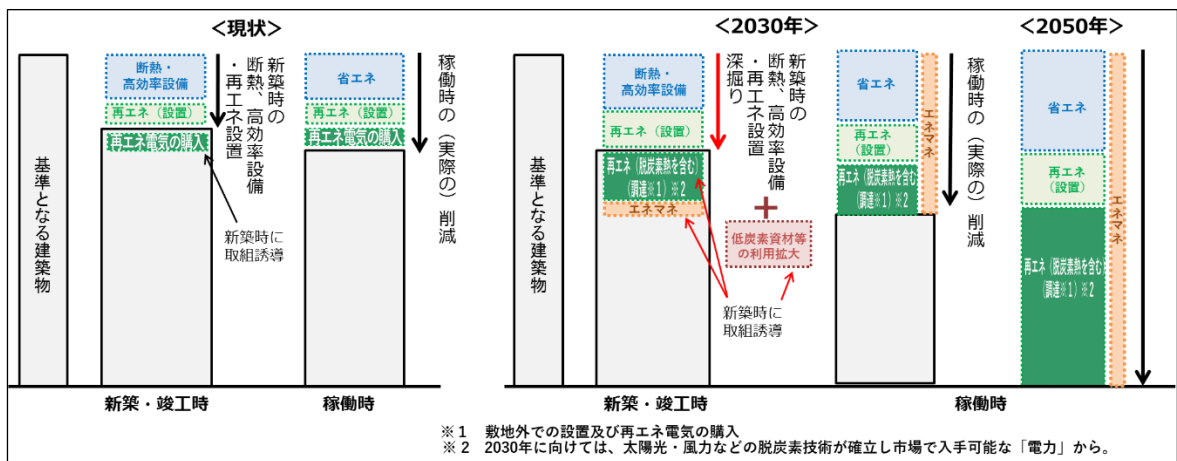 ＜現状＞
基準となる建築物
断熱・
高効率設備
再エネ（設置）
再エネ電気の購入
新築時の
断熱、高効率設備
・再エネ設置
新築時に
取組誘導
新築・竣工時
省エネ
再エネ（設置）
再エネ電気の購入
稼働時の（実際の）削減
稼働時
＜2030年＞
基準となる建築物
断熱・
高効率設備
再エネ（設置）
再エネ（脱炭素熱を含む）
（調達※1）※2
エネマネ
新築時の
断熱、高効率設備
・再エネ設置
深掘り
＋
低炭素資材等
の利用拡大
新築時に
取組誘導
新築・竣工時
省エネ
再エネ
（設置）
再エネ（脱炭素熱を含む）
（調達※1）※2
エネマネ
稼働時の（実際の）削減
稼働時
＜2050年＞
省エネ
再エネ
（設置）
再エネ（脱炭素熱を含む）
（調達※1）※2
エネマネ
※１　敷地外での設置及び再エネ電気の購入
※２　2030年に向けては、太陽光・風力などの脱炭素技術が確立し市場で入手可能な「電力」から。